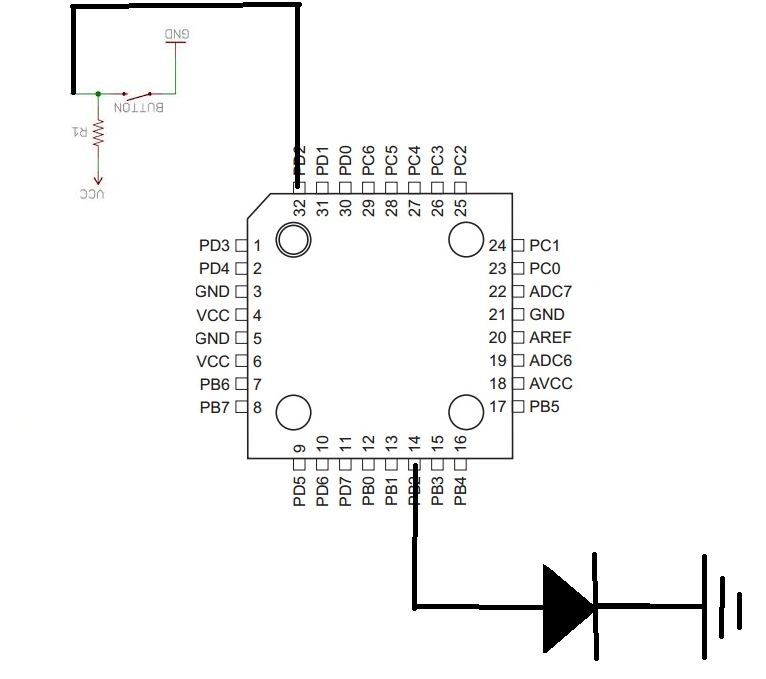 GND
BUTTON
R1
VCC
PD2 PD1 PD0 PC6 PC5 PC4 PC3 PC2
32 31 30 29 28 27 26 25
PD3 1 24 PC1
PD4 2 23 PC0
GND 3 22 ADC7
VCC 4 21 GND
GND 5 20 AREF
VCC 6 19 ADC6
PB6 7 18 AVCC
PB7 8 17 PB5
9 10 11 12 13 14 15 16
PD5 PD6 PD7 PB0 PB1 PB2 PB3 PB4